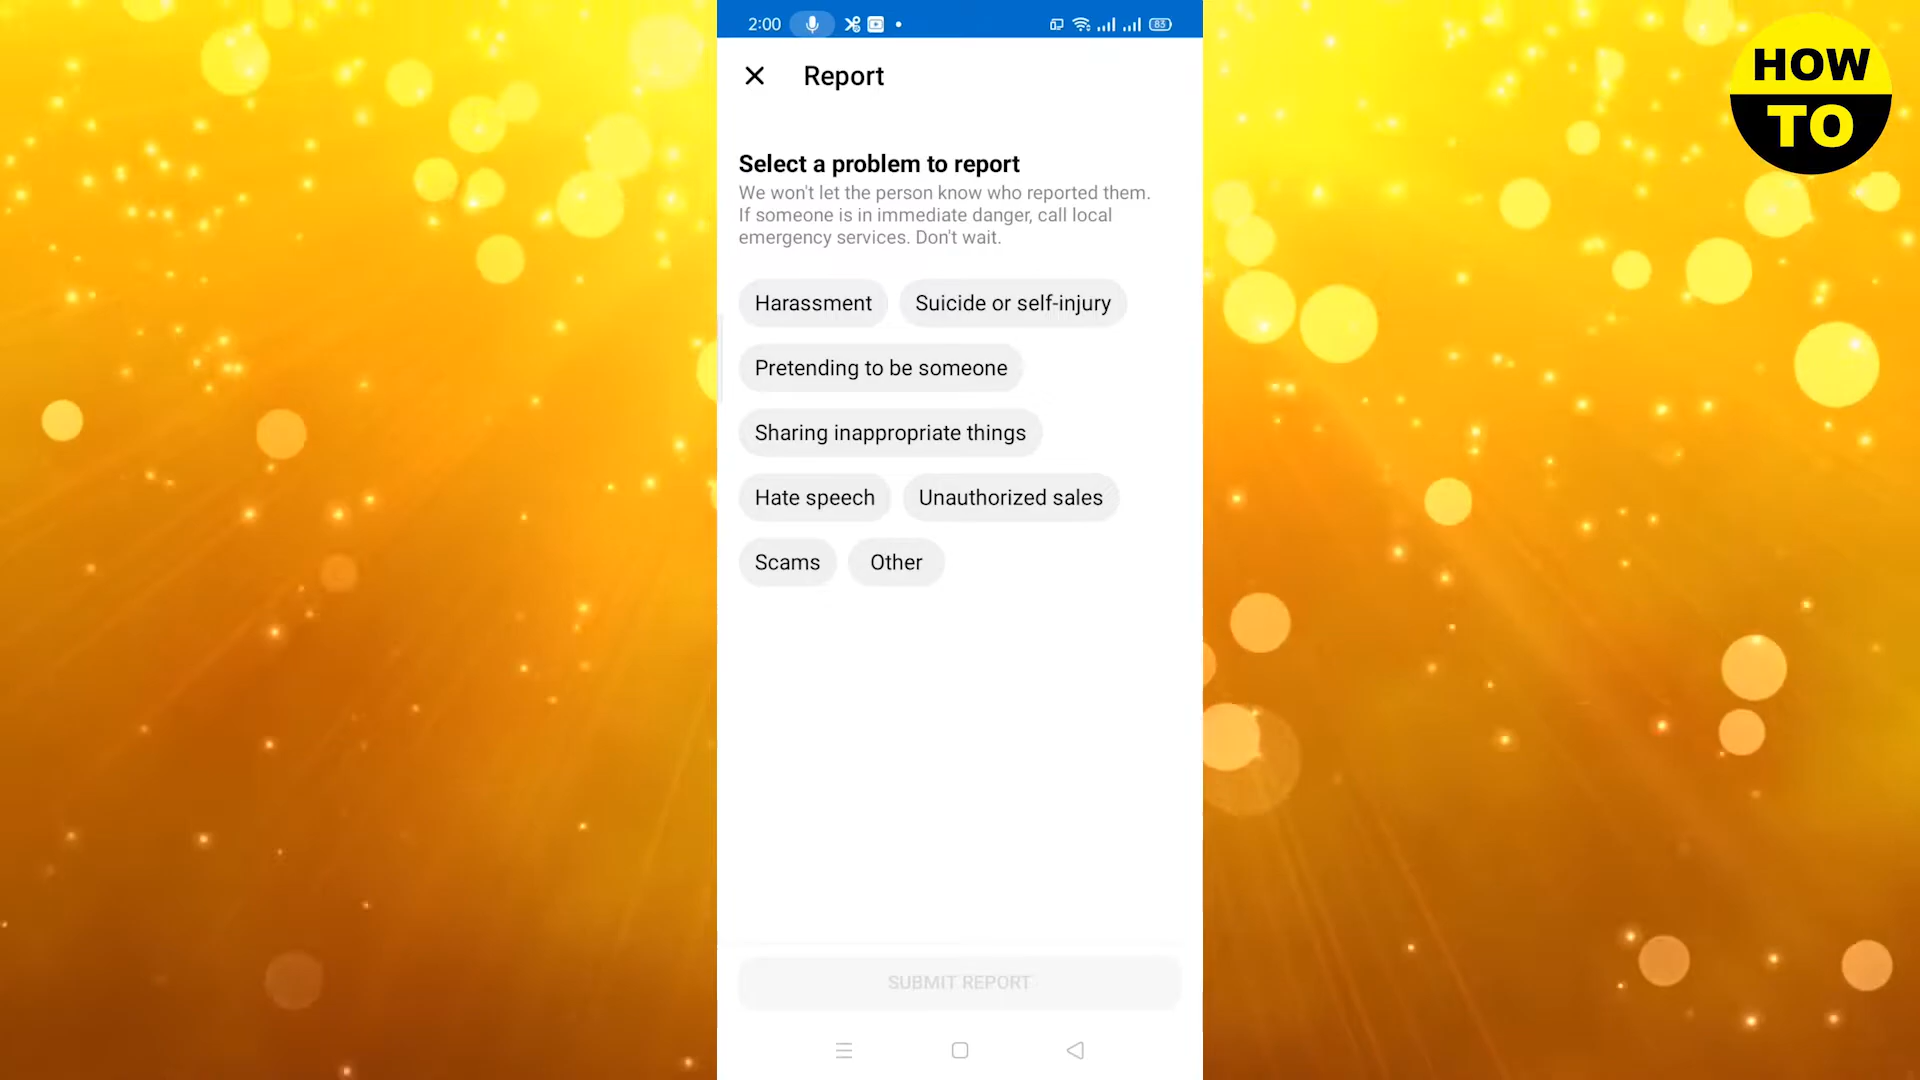 2:00
83
HOW
TO
Report
Select a problem to report
We won't let the person know who reported them.
If someone is in immediate danger, call local
emergency services. Don't wait.
Harassment
Suicide or self-injury
Pretending to be someone
Sharing inappropriate things
Hate speech
Unauthorized sales
Scams
Other
SUBMIT REPORT